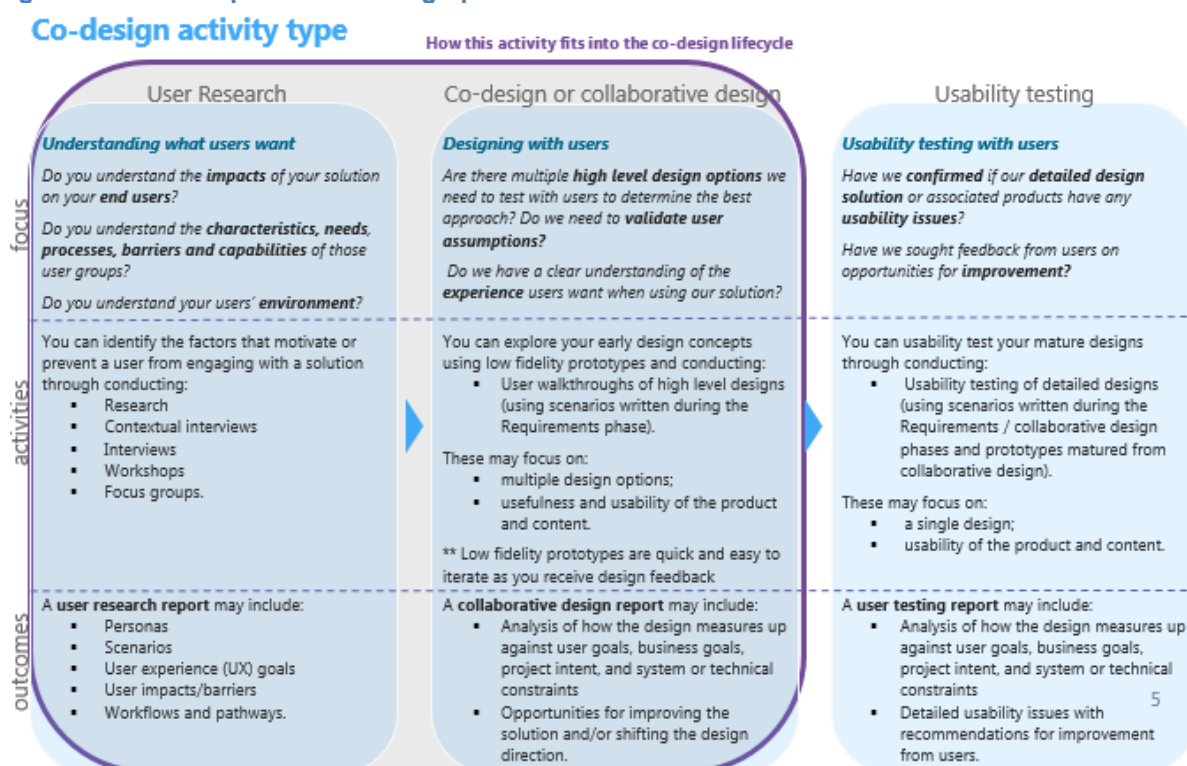 Co-design activity type
How this activity fits into the co-design lifecycle
User Research
Co-design or collaborative design
Usability testing
focus
Understanding what users want
Do you understand the impacts of your solution
on your end users?
Do you understand the characteristics, needs,
processes, barriers and capabilities of those
user groups?
Do you understand your users' environment?
Designing with users
Are there multiple high level design options we
need to test with users to determine the best
approach? Do we need to validate user
assumptions?
Do we have a clear understanding of the
experience users want when using our solution?
Usability testing with users
Have we confirmed if our detailed design
solution or associated products have any
usability issues?
Have we sought feedback from users on
opportunities for improvement?
activities
You can identify the factors that motivate or
prevent a user from engaging with a solution
through conducting:
▪ Research
▪ Contextual interviews
▪ Interviews
▪ Workshops
▪ Focus groups.
You can explore your early design concepts
using low fidelity prototypes and conducting:
▪ User walkthroughs of high level designs
(using scenarios written during the
Requirements phase).
These may focus on:
▪ multiple design options;
▪ usefulness and usability of the product
and content.
** Low fidelity prototypes are quick and easy to
iterate as you receive design feedback
You can usability test your mature designs
through conducting:
▪ Usability testing of detailed designs
(using scenarios written during the
Requirements / collaborative design
phases and prototypes matured from
collaborative design).
These may focus on:
▪ a single design;
▪ usability of the product and content.
outcomes
A user research report may include:
▪ Personas
▪ Scenarios
▪ User experience (UX) goals
▪ User impacts/barriers
▪ Workflows and pathways.
A collaborative design report may include:
▪ Analysis of how the design measures up
against user goals, business goals,
project intent, and system or technical
constraints
▪ Opportunities for improving the
solution and/or shifting the design
direction.
A user testing report may include:
▪ Analysis of how the design measures up
against user goals, business goals,
project intent, and system or technical
constraints
▪ Detailed usability issues with
recommendations for improvement
from users.
5